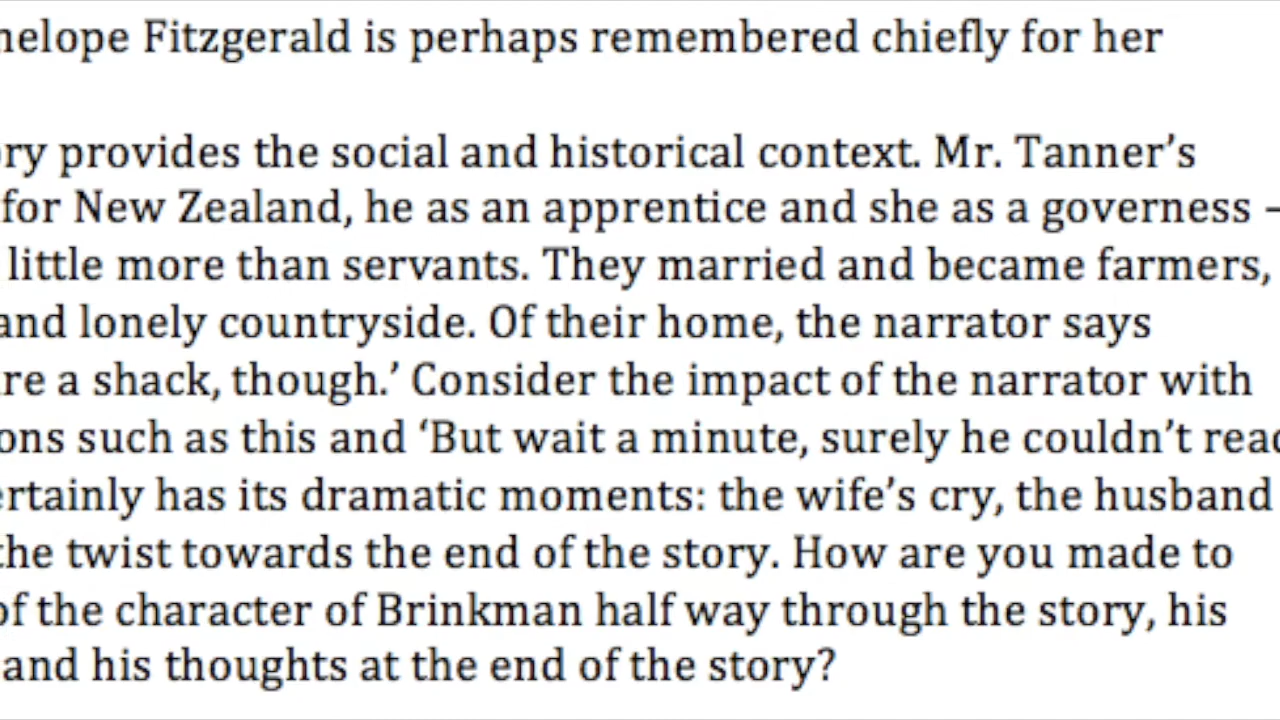 nelope Fitzgerald is perhaps remembered chiefly for her
ory provides the social and historical context. Mr. Tanner’s
for New Zealand, he as an apprentice and she as a governess –
little more than servants. They married and became farmers,
and lonely countryside. Of their home, the narrator says
re a shack, though.’ Consider the impact of the narrator with
ons such as this and ‘But wait a minute, surely he couldn’t read
ertainly has its dramatic moments: the wife’s cry, the husband
the twist towards the end of the story. How are you made to
of the character of Brinkman half way through the story, his
and his thoughts at the end of the story?